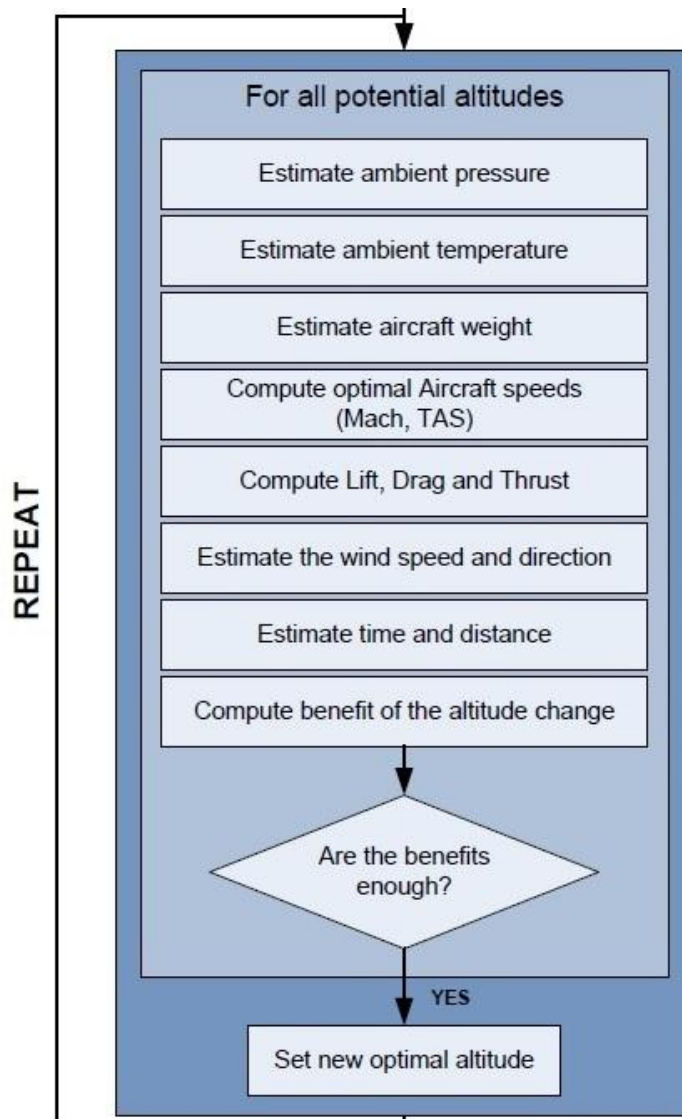 For all potential altitudes
Estimate ambient pressure
Estimate ambient temperature
Estimate aircraft weight
Compute optimal Aircraft speeds
(Mach, TAS)
Compute Lift, Drag and Thrust
Estimate the wind speed and direction
Estimate time and distance
Compute benefit of the altitude change
Are the benefits
enough?
YES
Set new optimal altitude
REPEAT